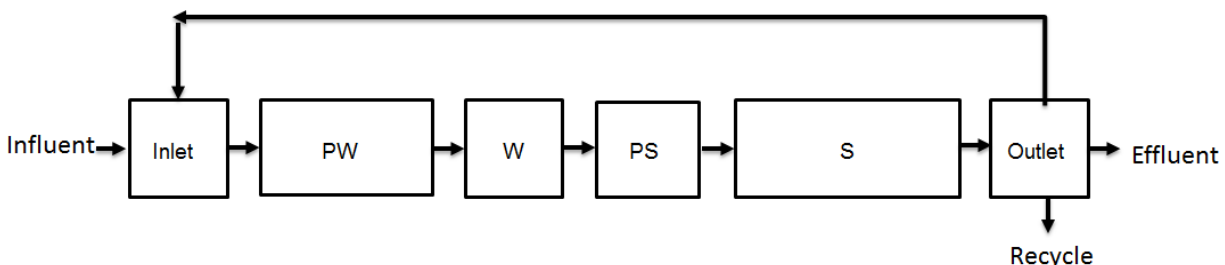 Influent
Inlet
PW
W
PS
S
Outlet
Effluent
Recycle